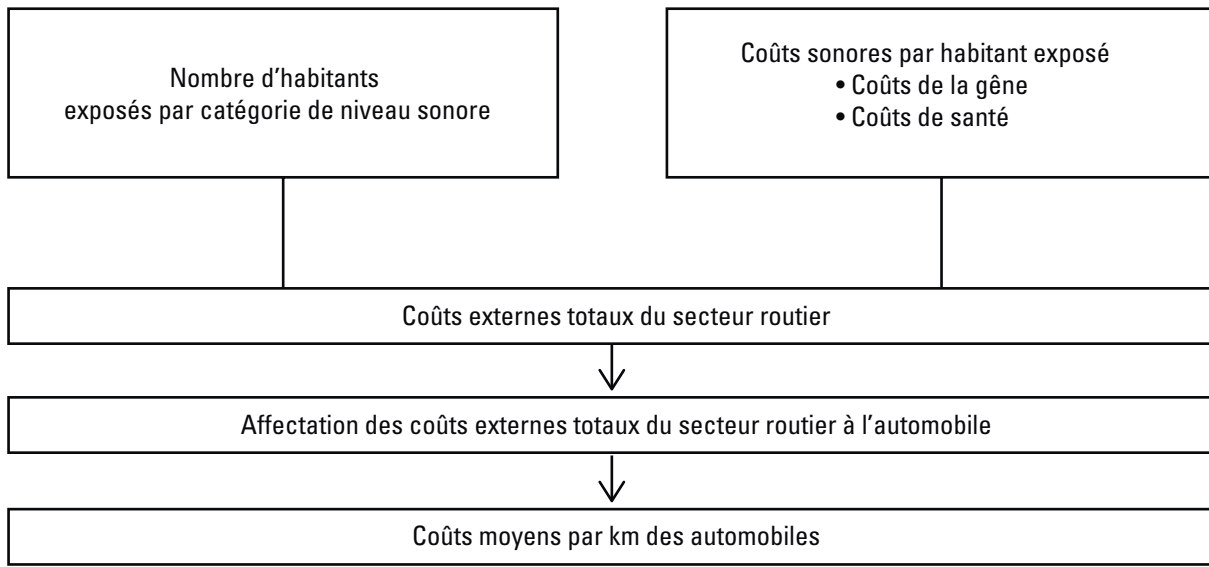 Nombre d'habitants
exposés par catégorie de niveau sonore
Coûts sonores par habitant exposé
• Coûts de la gêne
• Coûts de santé
Coûts externes totaux du secteur routier
Affectation des coûts externes totaux du secteur routier à l'automobile
Coûts moyens par km des automobiles